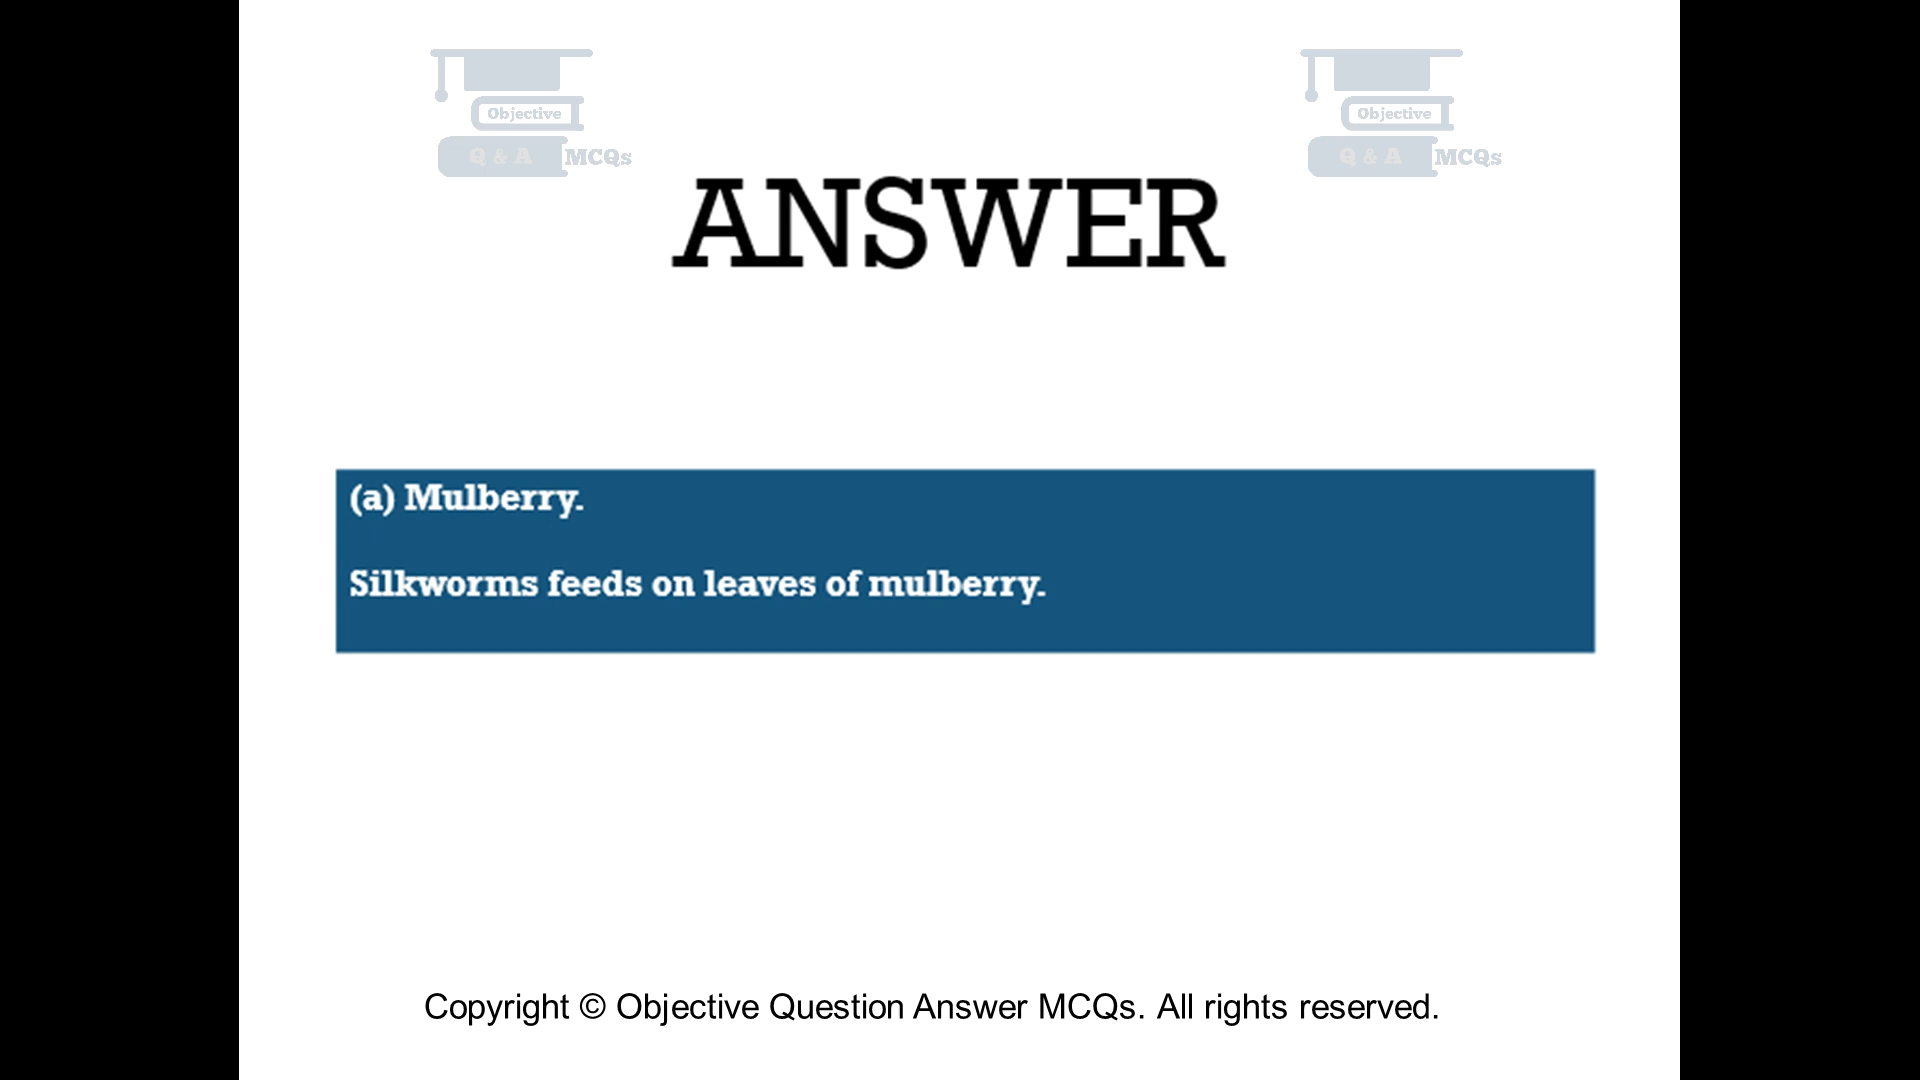 Objective
Q & A MCQs
Objective
Q & A MCQs
ANSWER
(a) Mulberry.
Silkworms feeds on leaves of mulberry.
Copyright © Objective Question Answer MCQs. All rights reserved.